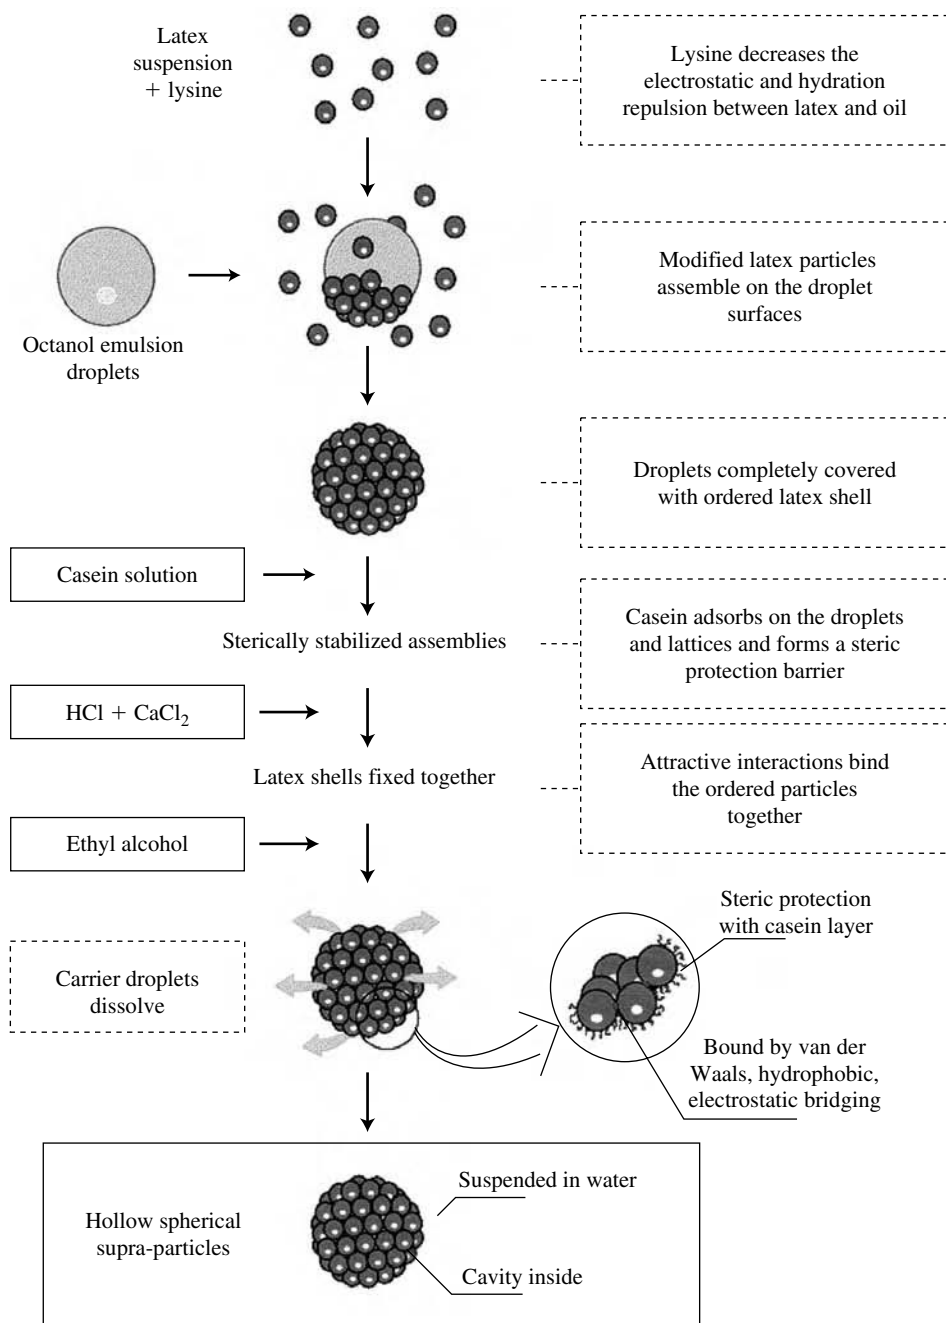 Latex
suspension
+ lysine
Lysine decreases the
electrostatic and hydration
repulsion between latex and oil
Octanol emulsion
droplets
Modified latex particles
assemble on the droplet
surfaces
Droplets completely covered
with ordered latex shell
Casein solution
Sterically stabilized assemblies
Casein adsorbs on the droplets
and lattices and forms a steric
protection barrier
HCl + CaCl₂
Latex shells fixed together
Attractive interactions bind
the ordered particles
together
Ethyl alcohol
Carrier droplets
dissolve
Steric protection
with casein layer
Bound by van der
Waals, hydrophobic,
electrostatic bridging
Hollow spherical
supra-particles
Suspended in water
Cavity inside